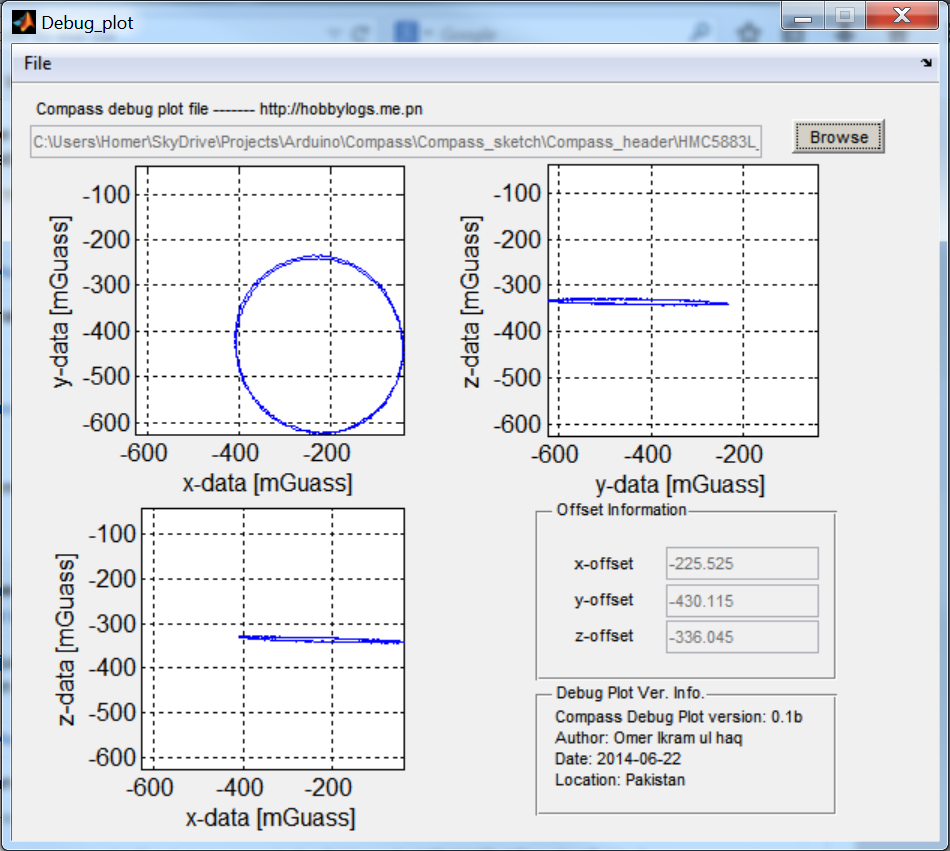 Debug_plot
File
Compass debug plot file ------- http://hobbylogs.me.pn
C:\Users\Homer\SkyDrive\Projects\Arduino\Compass\Compass_sketch\Compass_header\HMC5883L_
Browse
y-data [mGuass]
-100
-200
-300
-400
-500
-600
-600 -400 -200
x-data [mGuass]
z-data [mGuass]
-100
-200
-300
-400
-500
-600
-600 -400 -200
y-data [mGuass]
z-data [mGuass]
-100
-200
-300
-400
-500
-600
-600 -400 -200
x-data [mGuass]
Offset Information
x-offset -225.525
y-offset -430.115
z-offset -336.045
Debug Plot Ver. Info.
Compass Debug Plot version: 0.1b
Author: Omer Ikram ul haq
Date: 2014-06-22
Location: Pakistan